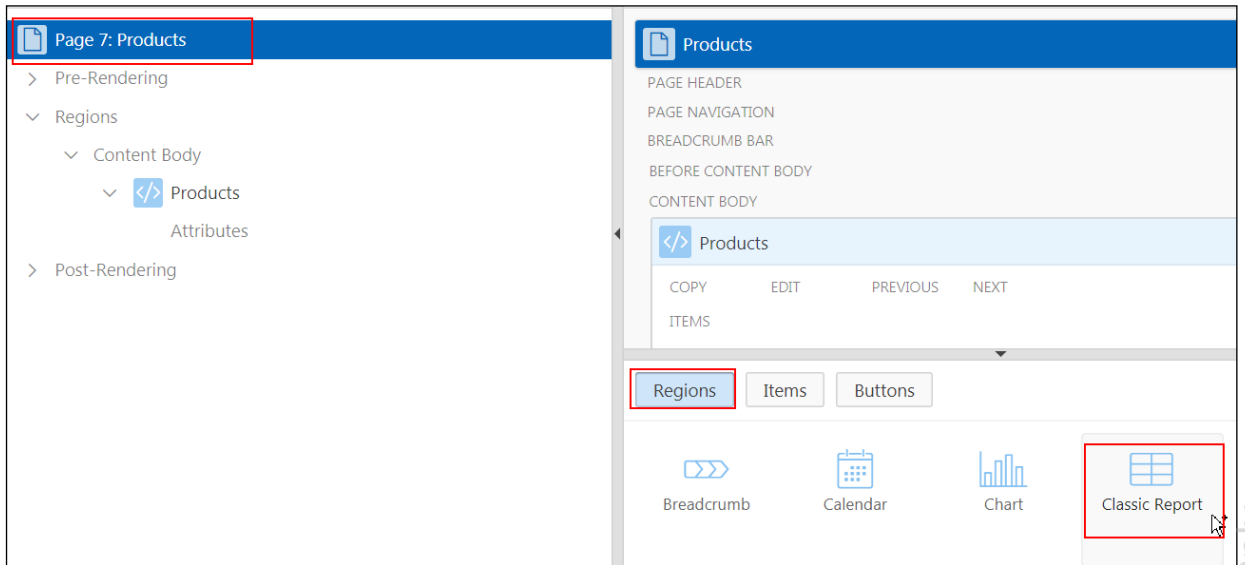 Page 7: Products
Pre-Rendering
Regions
Content Body
</> Products
Attributes
Post-Rendering
Products
PAGE HEADER
PAGE NAVIGATION
BREADCRUMB BAR
BEFORE CONTENT BODY
CONTENT BODY
</> Products
COPY EDIT PREVIOUS NEXT
ITEMS
Regions Items Buttons
Breadcrumb Calendar Chart Classic Report